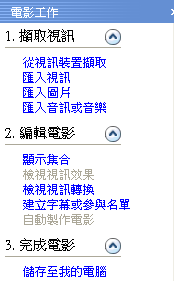 電影工作
1. 擷取視訊
從視訊裝置擷取
匯入視訊
匯入圖片
匯入音訊或音樂
2. 編輯電影
顯示集合
檢視視訊效果
檢視視訊轉換
建立字幕或參與名單
自動製作電影
3. 完成電影
儲存至我的電腦